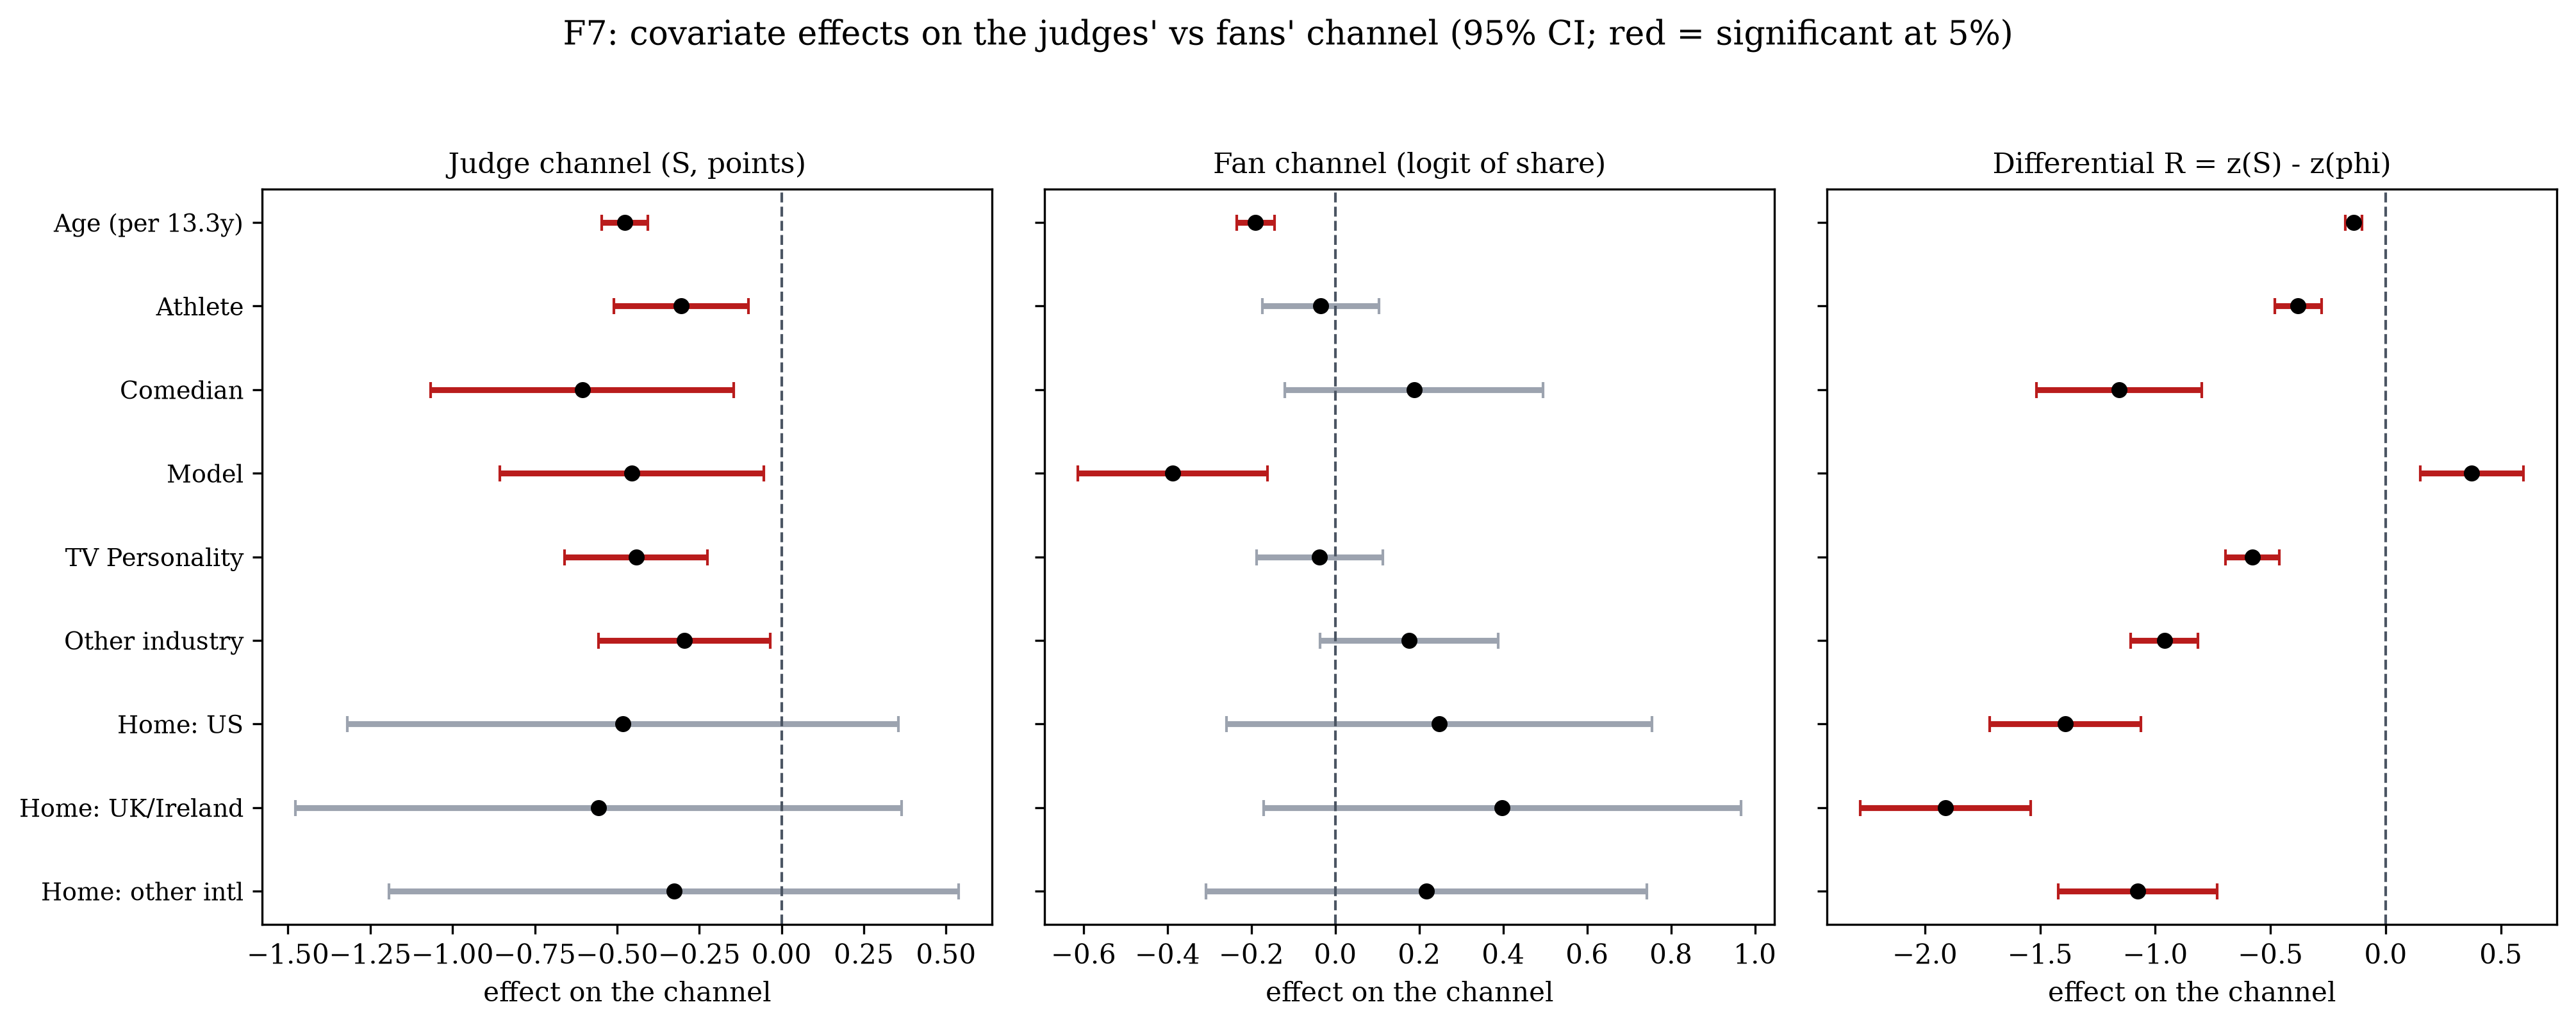 F7: covariate effects on the judges' vs fans' channel (95% CI; red = significant at 5%)
Judge channel (S, points)
Fan channel (logit of share)
Differential R = z(S) - z(phi)
Age (per 13.3y)
Athlete
Comedian
Model
TV Personality
Other industry
Home: US
Home: UK/Ireland
Home: other intl
−1.50 −1.25 −1.00 −0.75 −0.50 −0.25 0.00 0.25 0.50
−0.6 −0.4 −0.2 0.0 0.2 0.4 0.6 0.8 1.0
−2.0 −1.5 −1.0 −0.5 0.0 0.5
effect on the channel
effect on the channel
effect on the channel